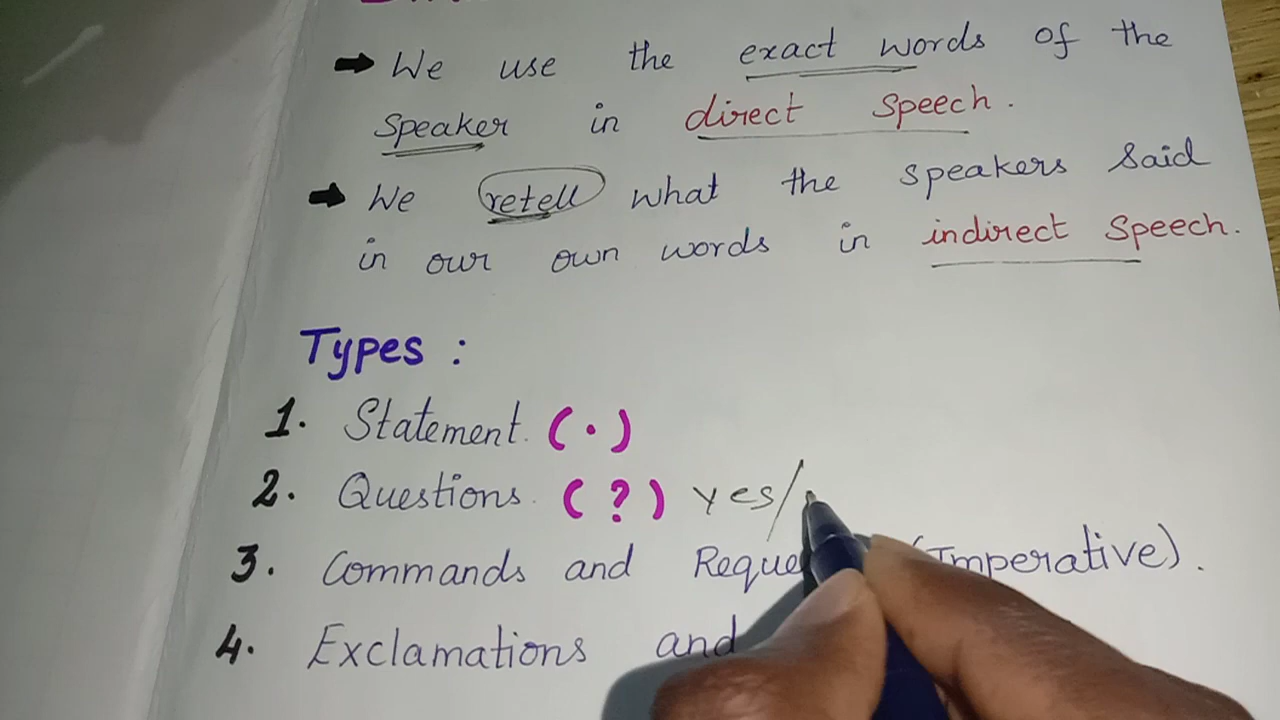 ➡ We use the exact words of the
Speaker in direct Speech.
➡ We retell what the speakers said
in our own words in indirect Speech.
Types :
1. Statement. (.)
2. Questions. (?) Yes/
3. Commands and (Imperative).
4. Exclamations and